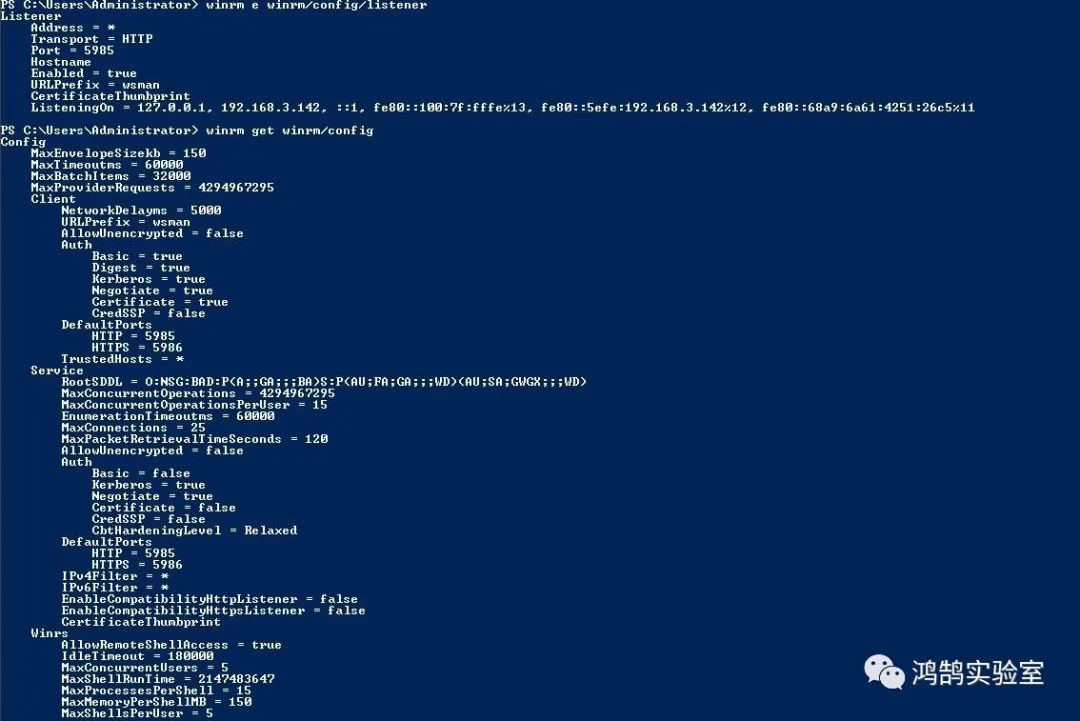 PS C:\Users\Administrator> winrm e winrm/config/listener
Listener
    Address = *
    Transport = HTTP
    Port = 5985
    Hostname
    Enabled = true
    URLPrefix = wsman
    CertificateThumbprint
    ListeningOn = 127.0.0.1, 192.168.3.142, ::1, fe80::100:7f:fffe%13, fe80::5efe:192.168.3.142%12, fe80::68a9:6a61:4251:26c5%11
PS C:\Users\Administrator> winrm get winrm/config
Config
    MaxEnvelopeSizekb = 150
    MaxTimeoutms = 60000
    MaxBatchItems = 32000
    MaxProviderRequests = 4294967295
    Client
        NetworkDelayms = 5000
        URLPrefix = wsman
        AllowUnencrypted = false
        Auth
            Basic = true
            Digest = true
            Kerberos = true
            Negotiate = true
            Certificate = true
            CredSSP = false
        DefaultPorts
            HTTP = 5985
            HTTPS = 5986
        TrustedHosts = *
    Service
        RootSDDL = O:NSG:BAD:P(A;;GA;;;BA)S:P(AU;FA;GA;;;WD)(AU;SA;GWGX;;;WD)
        MaxConcurrentOperations = 4294967295
        MaxConcurrentOperationsPerUser = 15
        EnumerationTimeoutms = 60000
        MaxConnections = 25
        MaxPacketRetrievalTimeSeconds = 120
        AllowUnencrypted = false
        Auth
            Basic = false
            Kerberos = true
            Negotiate = true
            Certificate = false
            CredSSP = false
            CbtHardeningLevel = Relaxed
        DefaultPorts
            HTTP = 5985
            HTTPS = 5986
        IPv4Filter = *
        IPv6Filter = *
        EnableCompatibilityHttpListener = false
        EnableCompatibilityHttpsListener = false
        CertificateThumbprint
    Winrs
        AllowRemoteShellAccess = true
        IdleTimeout = 180000
        MaxConcurrentUsers = 5
        MaxShellRunTime = 2147483647
        MaxProcessesPerShell = 15
        MaxMemoryPerShellMB = 150
        MaxShellsPerUser = 5
鸿鹄实验室